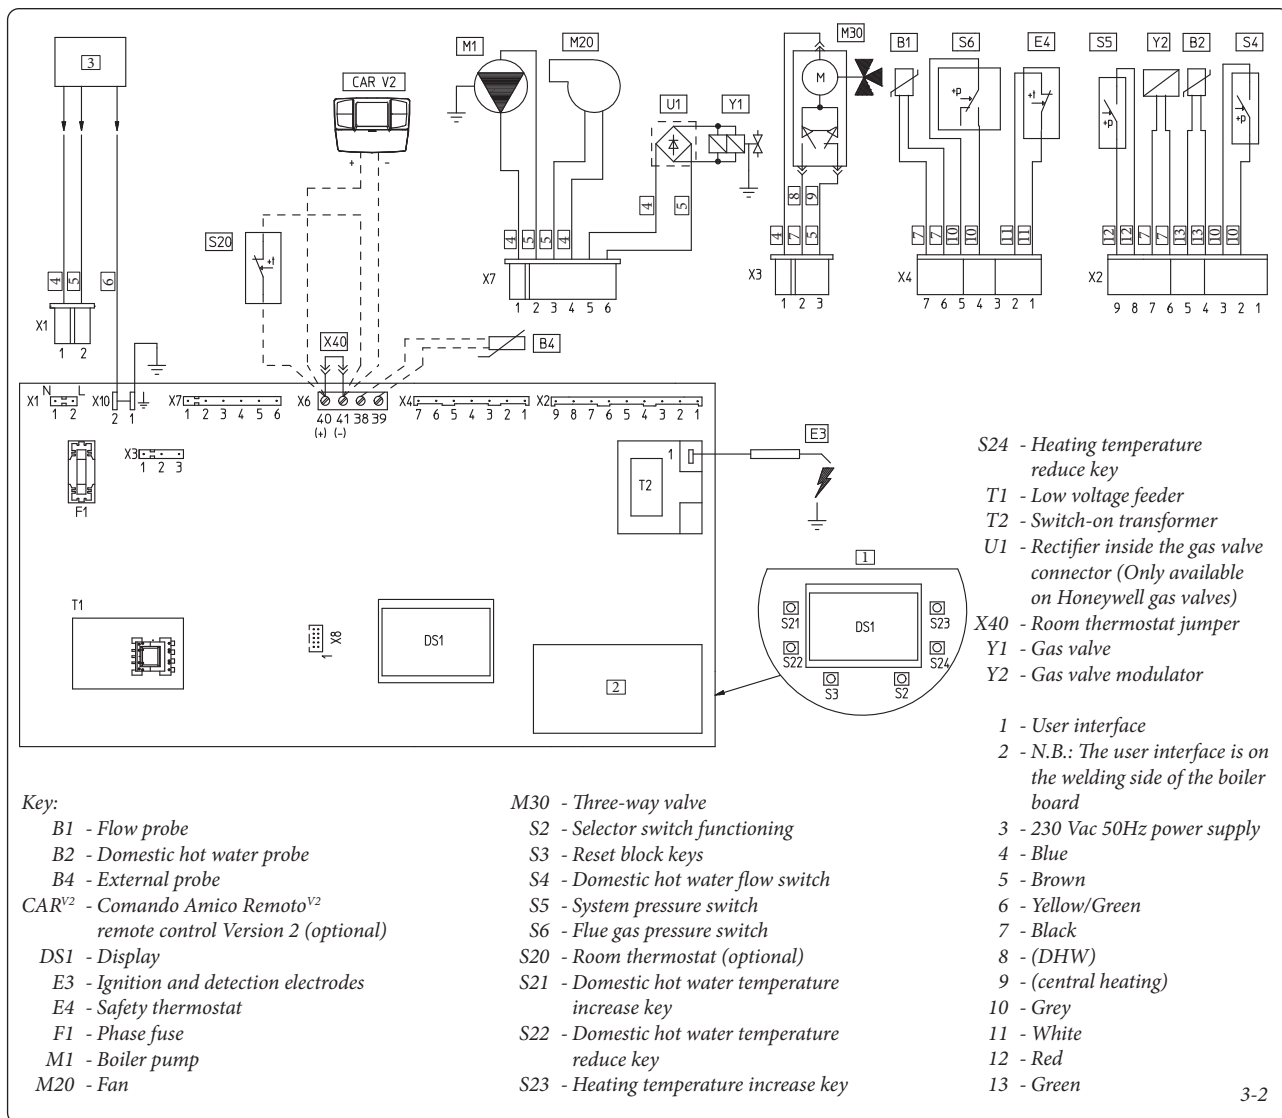 3
CAR V2
+ -
M1
M20
U1
Y1
M30
M
B1
S6
+p
E4
+t
S5
+p
Y2
B2
S4
+p
S20
+t
4 5 6
X1
1 2
4 5 5 4
4 5
X7
1 2 3 4 5 6
8 9
4 7 5
X3
1 2 3
7 7 10 10 11 11
X4
7 6 5 4 3 2 1
12 12 7 7 13 13 10 10
X2
9 8 7 6 5 4 3 2 1
X40
B4
X1
N L
1 2
X10
2 1
X7
1 2 3 4 5 6
X6
40 41 38 39
(+) (-)
X4
7 6 5 4 3 2 1
X2
9 8 7 6 5 4 3 2 1
X3
1 2 3
F1
1
T2
E3
T1
X8
1
DS1
2
1
S21
S22
DS1
S23
S24
S3
S2
Key:
B1 - Flow probe
B2 - Domestic hot water probe
B4 - External probe
CARV2 - Comando Amico RemotoV2
remote control Version 2 (optional)
DS1 - Display
E3 - Ignition and detection electrodes
E4 - Safety thermostat
F1 - Phase fuse
M1 - Boiler pump
M20 - Fan
M30 - Three-way valve
S2 - Selector switch functioning
S3 - Reset block keys
S4 - Domestic hot water flow switch
S5 - System pressure switch
S6 - Flue gas pressure switch
S20 - Room thermostat (optional)
S21 - Domestic hot water temperature
increase key
S22 - Domestic hot water temperature
reduce key
S23 - Heating temperature increase key
S24 - Heating temperature
reduce key
T1 - Low voltage feeder
T2 - Switch-on transformer
U1 - Rectifier inside the gas valve
connector (Only available
on Honeywell gas valves)
X40 - Room thermostat jumper
Y1 - Gas valve
Y2 - Gas valve modulator
1 - User interface
2 - N.B.: The user interface is on
the welding side of the boiler
board
3 - 230 Vac 50Hz power supply
4 - Blue
5 - Brown
6 - Yellow/Green
7 - Black
8 - (DHW)
9 - (central heating)
10 - Grey
11 - White
12 - Red
13 - Green
3-2